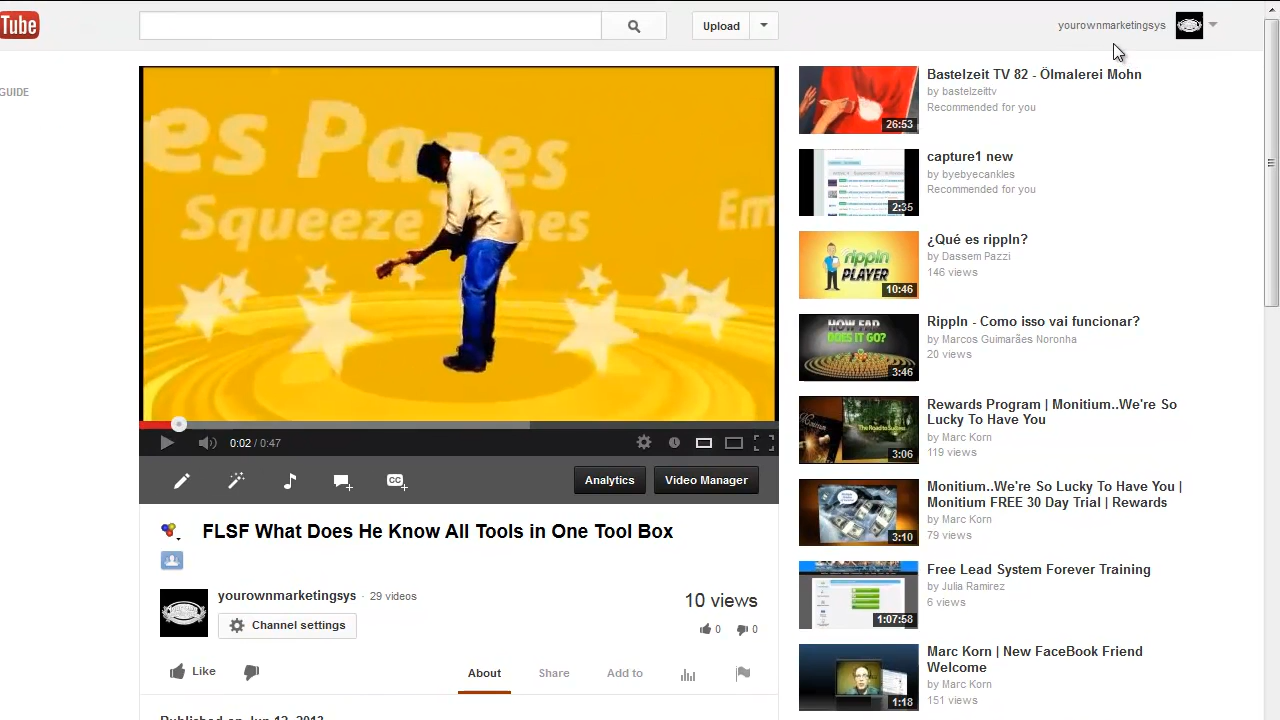 Tube
Upload
yourownmarketingsys
GUIDE
es Pages
Squeeze Pages
Em
0:02 / 0:47
CC
Analytics
Video Manager
FLSF What Does He Know All Tools in One Tool Box
yourownmarketingsys · 29 videos
Channel settings
10 views
0
0
Like
About
Share
Add to
26:53
Bastelzeit TV 82 - Ölmalerei Mohn
by bastelzeittv
Recommended for you
2:35
capture1 new
by byebyecankles
Recommended for you
rippln
PLAYER
10:46
¿Qué es rippln?
by Dassem Pazzi
146 views
HOW FAR
DOES IT GO?
3:46
Rippln - Como isso vai funcionar?
by Marcos Guimarães Noronha
20 views
3:06
Rewards Program | Monitium..We're So
Lucky To Have You
by Marc Korn
119 views
3:10
Monitium..We're So Lucky To Have You |
Monitium FREE 30 Day Trial | Rewards
by Marc Korn
79 views
1:07:58
Free Lead System Forever Training
by Julia Ramirez
6 views
1:18
Marc Korn | New FaceBook Friend
Welcome
by Marc Korn
151 views